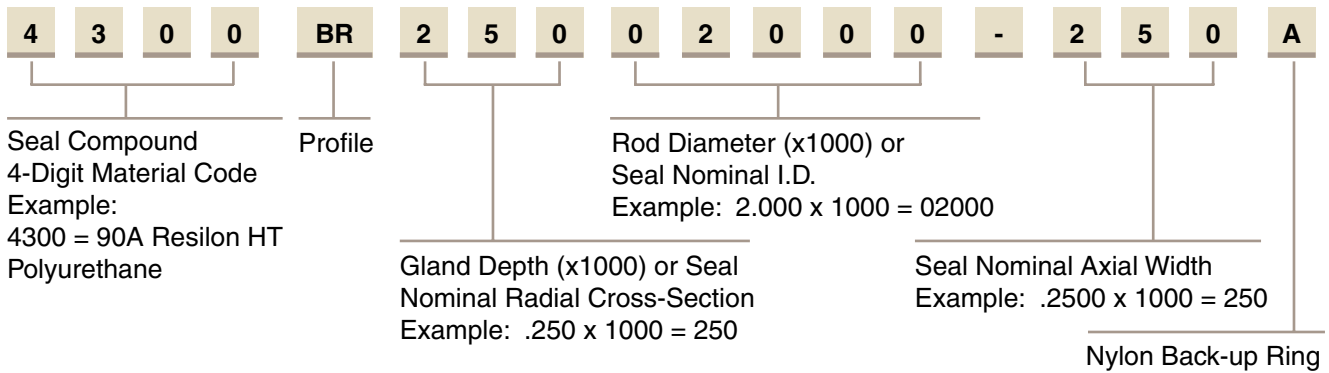 4 3 0 0 BR 2 5 0 0 2 0 0 0 - 2 5 0 A
Seal Compound
4-Digit Material Code
Example:
4300 = 90A Resilon HT
Polyurethane
Profile
Gland Depth (x1000) or Seal
Nominal Radial Cross-Section
Example: .250 x 1000 = 250
Rod Diameter (x1000) or
Seal Nominal I.D.
Example: 2.000 x 1000 = 02000
Seal Nominal Axial Width
Example: .2500 x 1000 = 250
Nylon Back-up Ring